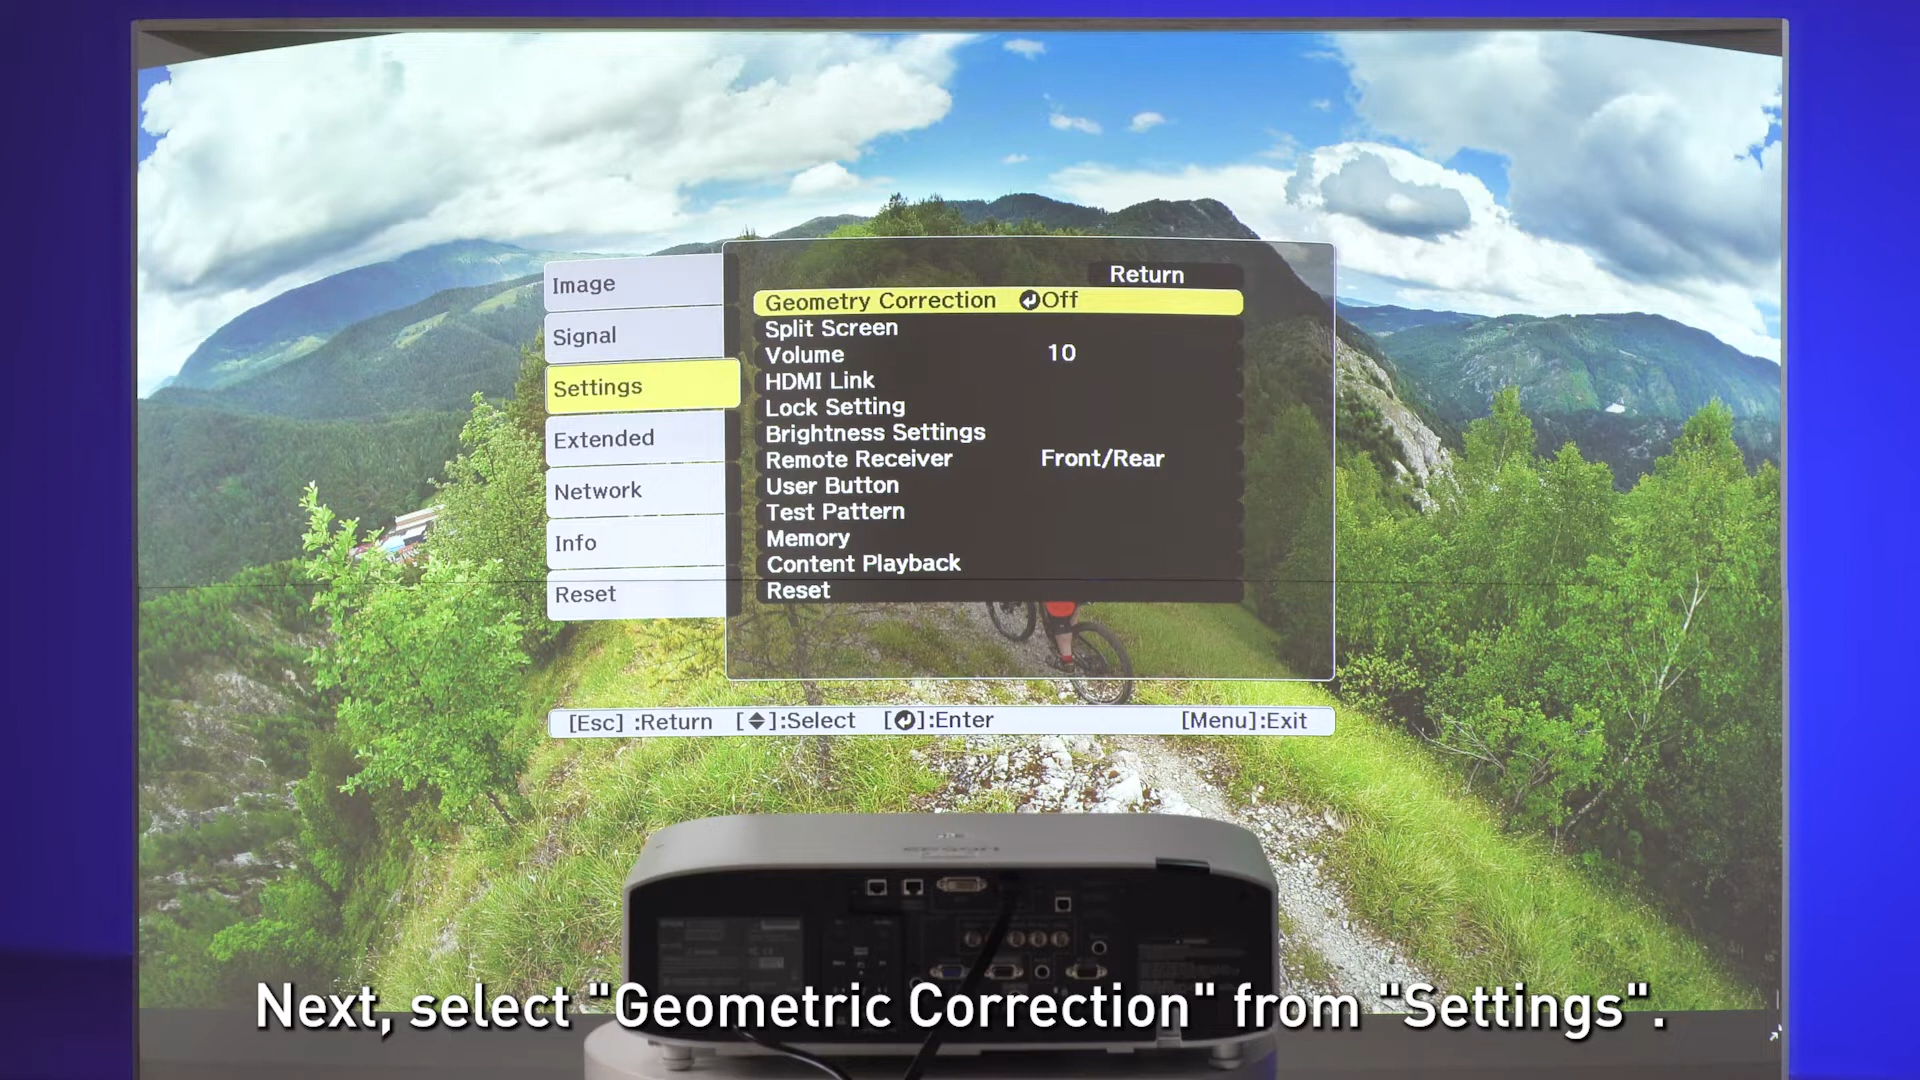 Return
Image
Signal
Settings
Extended
Network
Info
Reset
Geometry Correction Off
Split Screen
Volume 10
HDMI Link
Lock Setting
Brightness Settings
Remote Receiver Front/Rear
User Button
Test Pattern
Memory
Content Playback
Reset
[Esc] :Return [ ]:Select [ ]:Enter [Menu]:Exit
EPSON
Next, select "Geometric Correction" from "Settings".